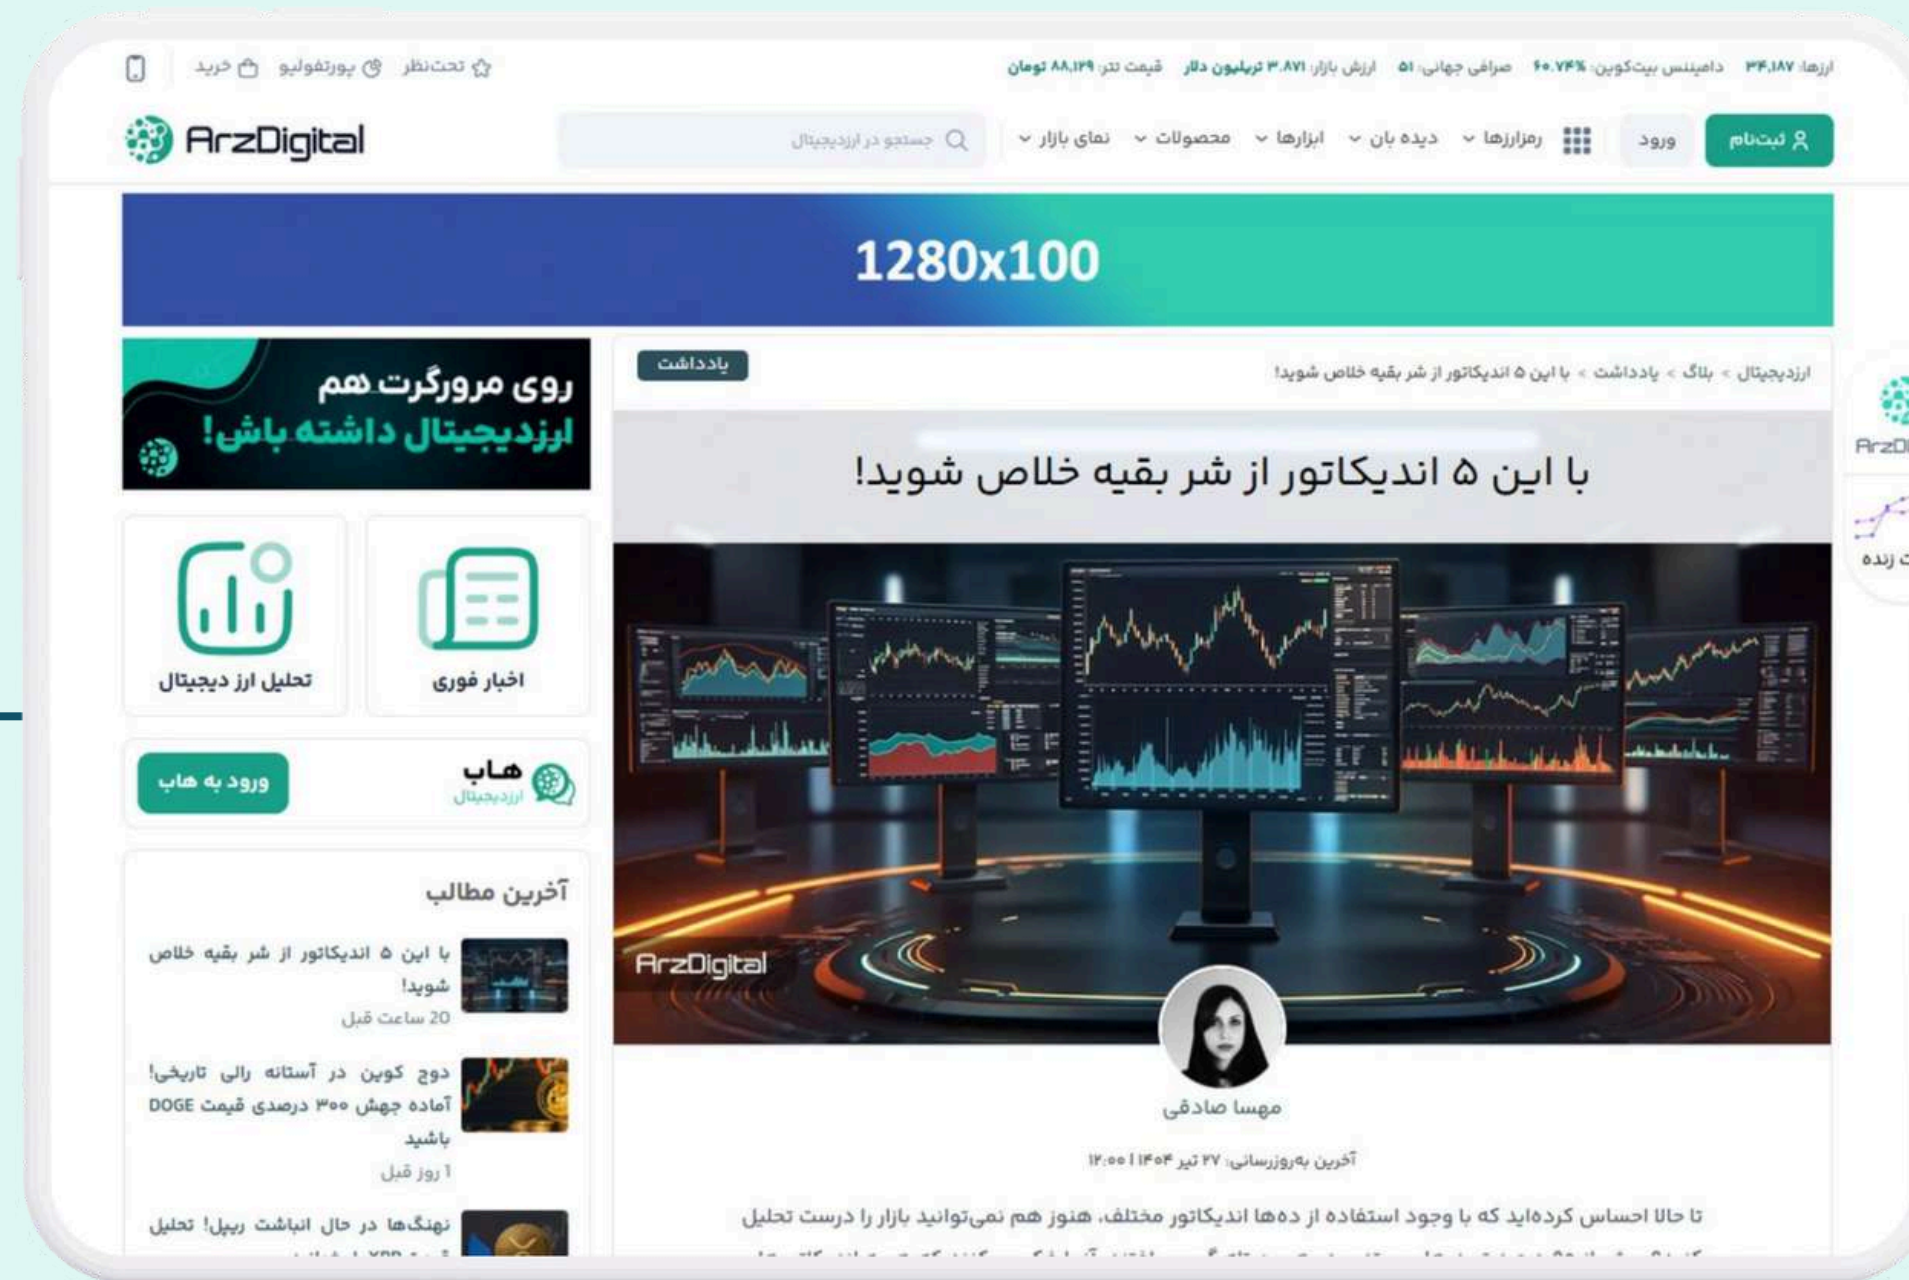 ارزها: ۳۴,۱۸۷ دامیننس بیت‌کوین: ۶۰.۷۴% صرافی جهانی: ۵۱ ارزش بازار: ۳.۸۷۱ تریلیون دلار قیمت تتر: ۸۸,۱۲۹ تومان
تحت‌نظر پورتفولیو خرید
ثبت‌نام ورود رمزارزها دیده بان ابزارها محصولات نمای بازار جستجو در ارزدیجیتال
ArzDigital
1280x100
ارزدیجیتال > بلاگ > یادداشت > با این ۵ اندیکاتور از شر بقیه خلاص شوید!
یادداشت
با این ۵ اندیکاتور از شر بقیه خلاص شوید!
ArzDigital
مهسا صادقی
آخرین به‌روزرسانی: ۲۷ تیر ۱۴۰۴ | ۱۲:۰۰
تا حالا احساس کرده‌اید که با وجود استفاده از ده‌ها اندیکاتور مختلف، هنوز هم نمی‌توانید بازار را درست تحلیل
روی مرورگرت هم
ارزدیجیتال داشته باش!
اخبار فوری
تحلیل ارز دیجیتال
هاب
ارزدیجیتال
ورود به هاب
آخرین مطالب
با این ۵ اندیکاتور از شر بقیه خلاص
شوید!
20 ساعت قبل
دوج کوین در آستانه رالی تاریخی!
آماده جهش ۳۰۰ درصدی قیمت DOGE
باشید
1 روز قبل
نهنگ‌ها در حال انباشت ریپل! تحلیل
زنده